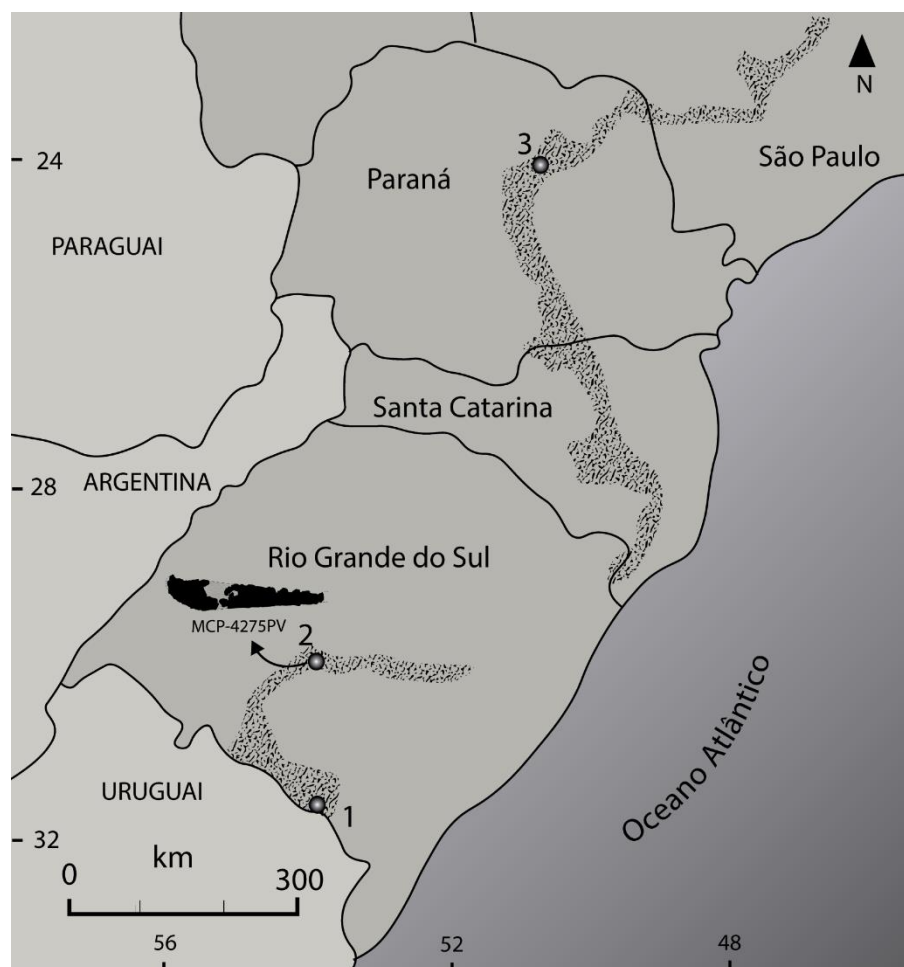 N
3
24
São Paulo
Paraná
PARAGUAI
Santa Catarina
28
ARGENTINA
Rio Grande do Sul
MCP-4275PV
2
Oceano Atlântico
URUGUAI
1
32
km
0 300
56 52 48